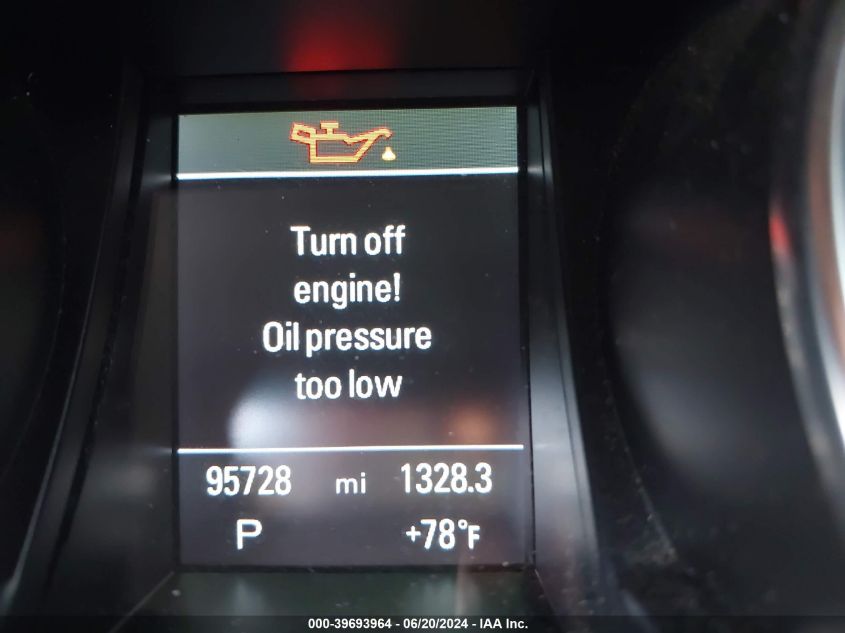 Turn off
engine!
Oil pressure
too low
95728 mi 1328.3
P +78°F
000-39693964 - 06/20/2024 - IAA Inc.